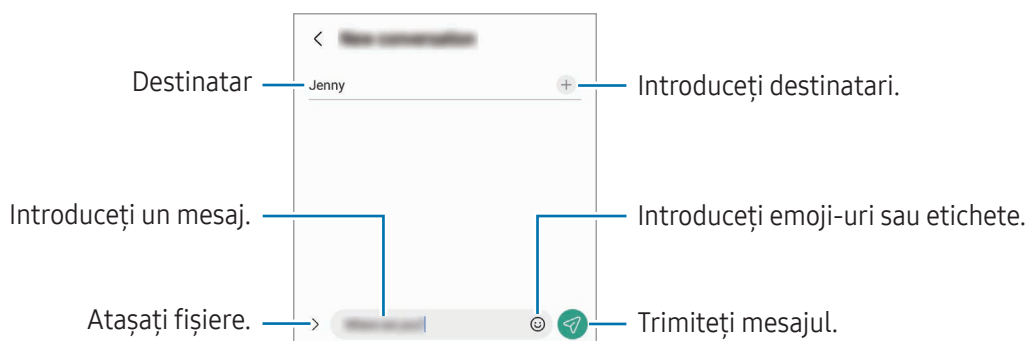 Destinatar
Jenny
Introduceți destinatari.
Introduceți un mesaj.
Introduceți emoji-uri sau etichete.
Atașați fișiere.
Trimiteți mesajul.